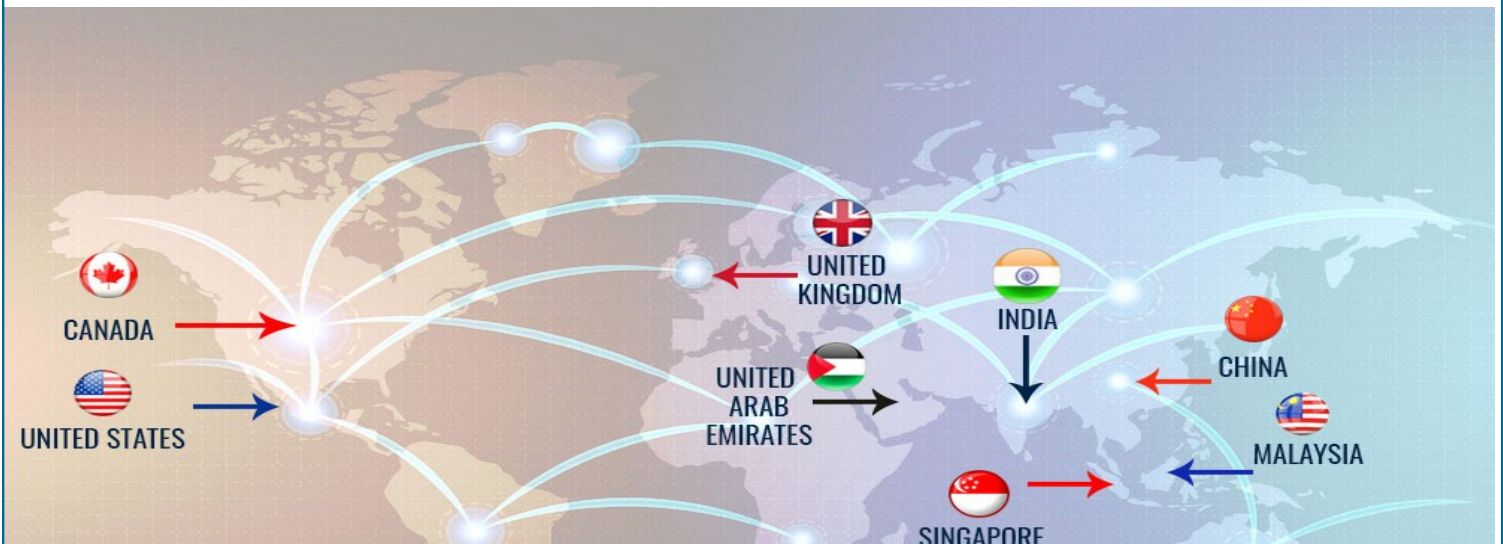 CANADA
UNITED STATES
UNITED
KINGDOM
UNITED
ARAB
EMIRATES
INDIA
CHINA
MALAYSIA
SINGAPORE